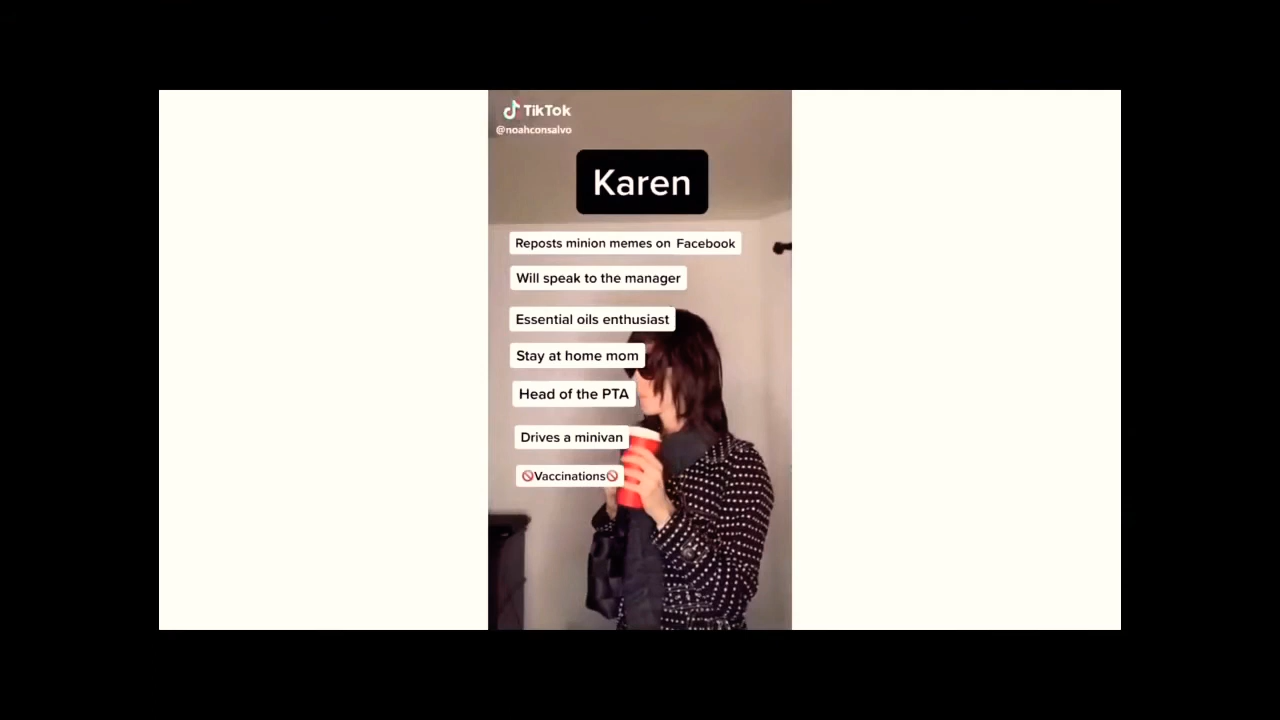 TikTok
@noahconsalvo
Karen
Reposts minion memes on Facebook
Will speak to the manager
Essential oils enthusiast
Stay at home mom
Head of the PTA
Drives a minivan
🚫Vaccinations🚫